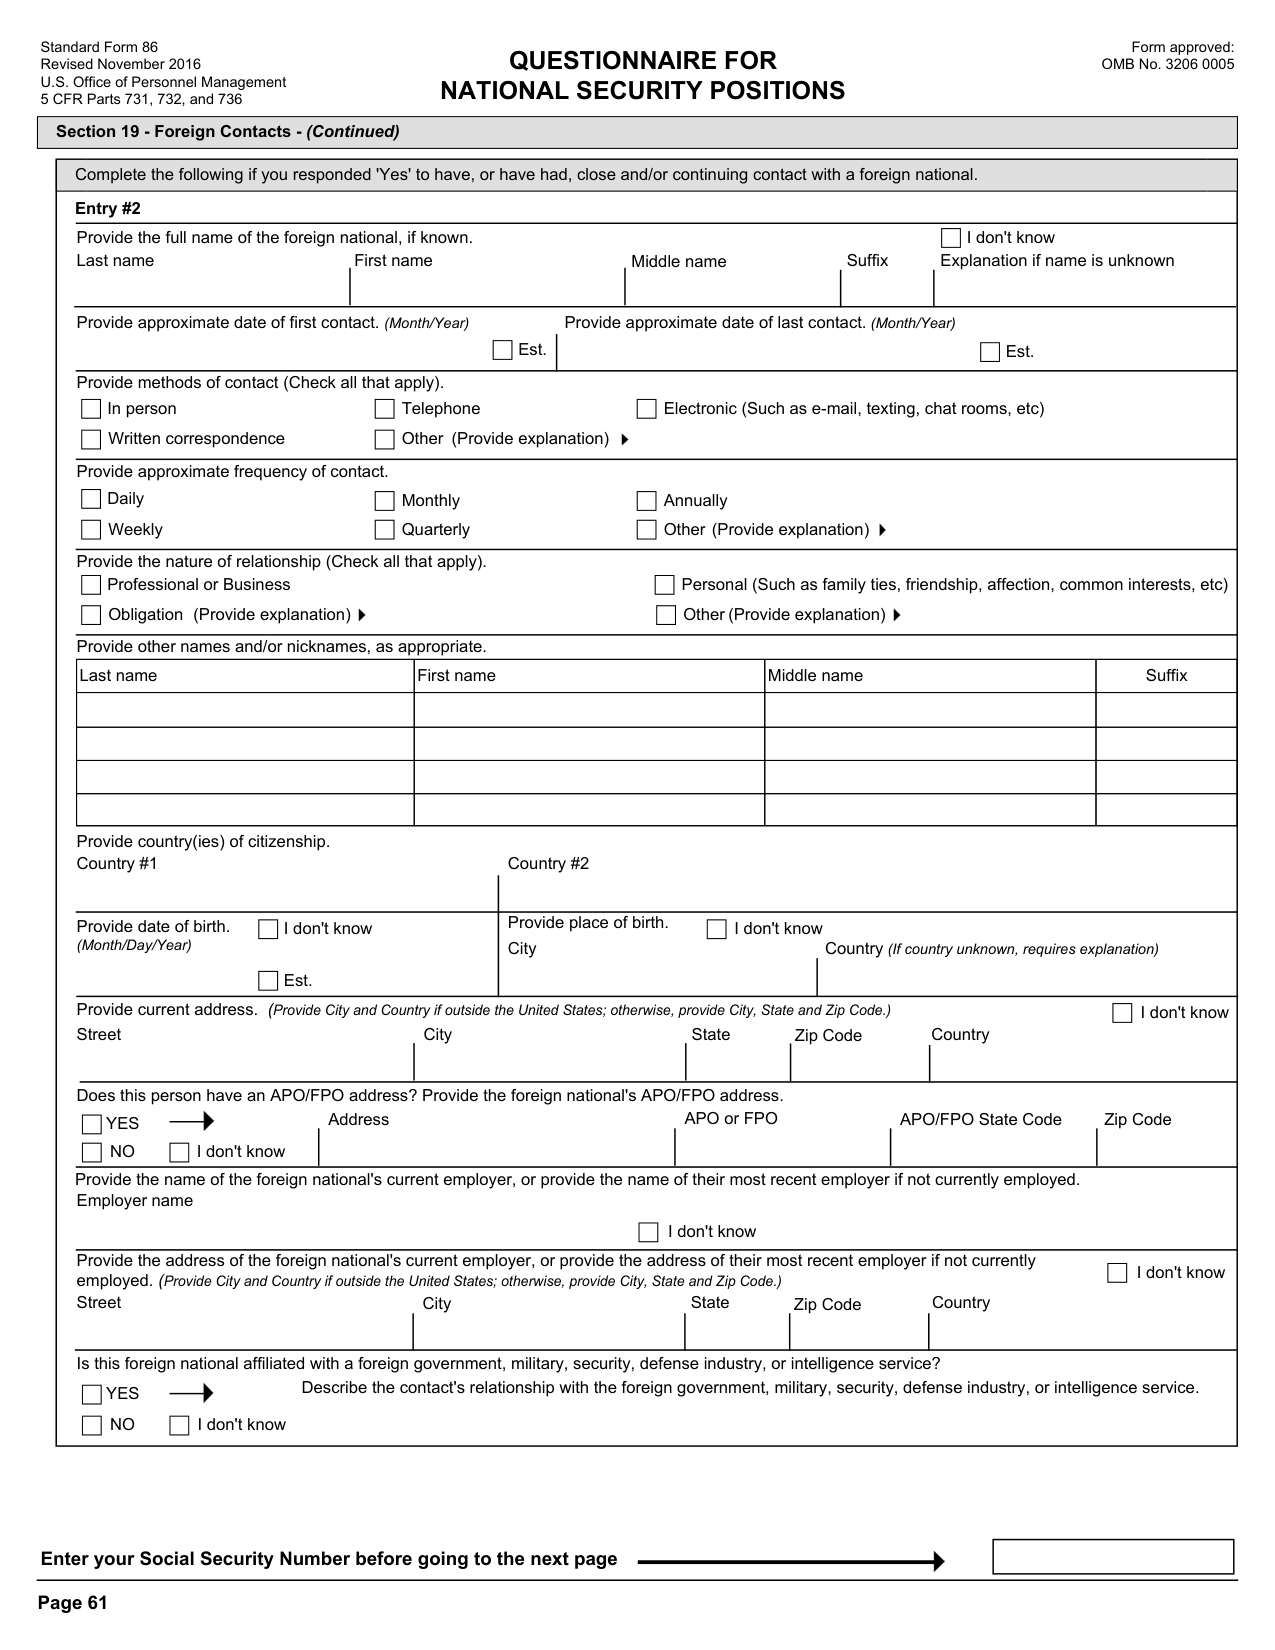 Standard Form 86
Revised November 2016
U.S. Office of Personnel Management
5 CFR Parts 731, 732, and 736
QUESTIONNAIRE FOR
NATIONAL SECURITY POSITIONS
Form approved:
OMB No. 3206 0005
Section 19 - Foreign Contacts - (Continued)
Complete the following if you responded 'Yes' to have, or have had, close and/or continuing contact with a foreign national.
Entry #2
Provide the full name of the foreign national, if known. I don't know
Last name First name Middle name Suffix Explanation if name is unknown
Provide approximate date of first contact. (Month/Year) Provide approximate date of last contact. (Month/Year)
Est. Est.
Provide methods of contact (Check all that apply).
In person Telephone Electronic (Such as e-mail, texting, chat rooms, etc)
Written correspondence Other (Provide explanation)
Provide approximate frequency of contact.
Daily Monthly Annually
Weekly Quarterly Other (Provide explanation)
Provide the nature of relationship (Check all that apply).
Professional or Business Personal (Such as family ties, friendship, affection, common interests, etc)
Obligation (Provide explanation) Other (Provide explanation)
Provide other names and/or nicknames, as appropriate.
Last name First name Middle name Suffix
Provide country(ies) of citizenship.
Country #1 Country #2
Provide date of birth. I don't know Provide place of birth. I don't know
(Month/Day/Year) City Country (If country unknown, requires explanation)
Est.
Provide current address. (Provide City and Country if outside the United States; otherwise, provide City, State and Zip Code.) I don't know
Street City State Zip Code Country
Does this person have an APO/FPO address? Provide the foreign national's APO/FPO address.
YES Address APO or FPO APO/FPO State Code Zip Code
NO I don't know
Provide the name of the foreign national's current employer, or provide the name of their most recent employer if not currently employed.
Employer name
I don't know
Provide the address of the foreign national's current employer, or provide the address of their most recent employer if not currently
employed. (Provide City and Country if outside the United States; otherwise, provide City, State and Zip Code.) I don't know
Street City State Zip Code Country
Is this foreign national affiliated with a foreign government, military, security, defense industry, or intelligence service?
YES Describe the contact's relationship with the foreign government, military, security, defense industry, or intelligence service.
NO I don't know
Enter your Social Security Number before going to the next page
Page 61